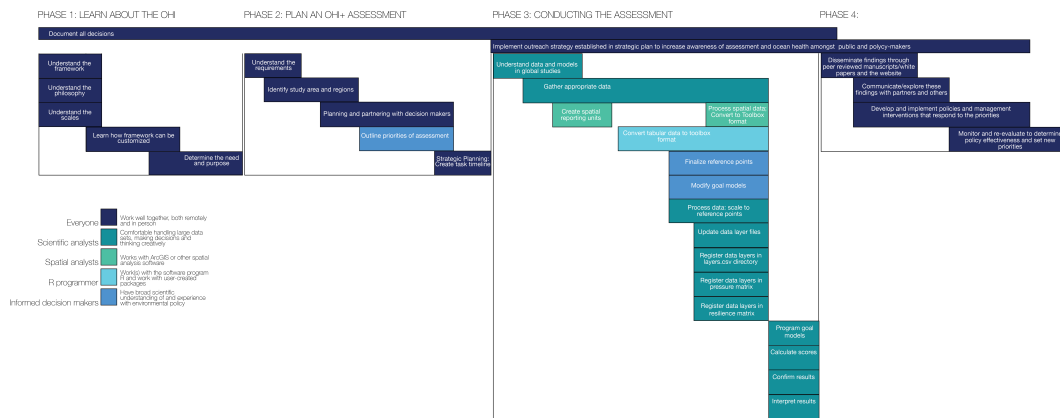 PHASE 1: LEARN ABOUT THE OHI
PHASE 2: PLAN AN OHI+ ASSESSMENT
PHASE 3: CONDUCTING THE ASSESSMENT
PHASE 4:
Document all decisions
Implement outreach strategy established in strategic plan to increase awareness of assessment and ocean health amongst public and polycy-makers
Understand the
framework
Understand the
philosophy
Understand the
scales
Learn how framework can be
customized
Determine the need
and purpose
Understand the
requirements
Identify study area and regions
Planning and partnering with decision makers
Outline priorities of assessment
Strategic Planning:
Create task timeline
Understand data and models
in global studies
Gather appropriate data
Create spatial
reporting units
Process spatial data:
Convert to Toolbox
format
Convert tabular data to toolbox
format
Finalize reference points
Modify goal models
Process data: scale to
reference points
Update data layer files
Register data layers in
layers.csv directory
Register data layers in
pressure matrix
Register data layers in
resilience matrix
Program goal
models
Calculate scores
Confirm results
Interpret results
Disseminate findings through
peer reviewed manuscripts/white
papers and the website
Communicate/explore these
findings with partners and others
Develop and implement policies and management
interventions that respond to the priorities
Monitor and re-evaluate to determine
policy effectiveness and set new
priorities
Everyone
Work well together, both remotely
and in person
Scientific analysts
Comfortable handling large data
sets, making decisions and
thinking creatively
Spatial analysts
Works with ArcGIS or other spatial
analysis software
R programmer
Work(s) with the software program
R and work with user-created
packages
Informed decision makers
Have broad scientific
understanding of and experience
with environmental policy